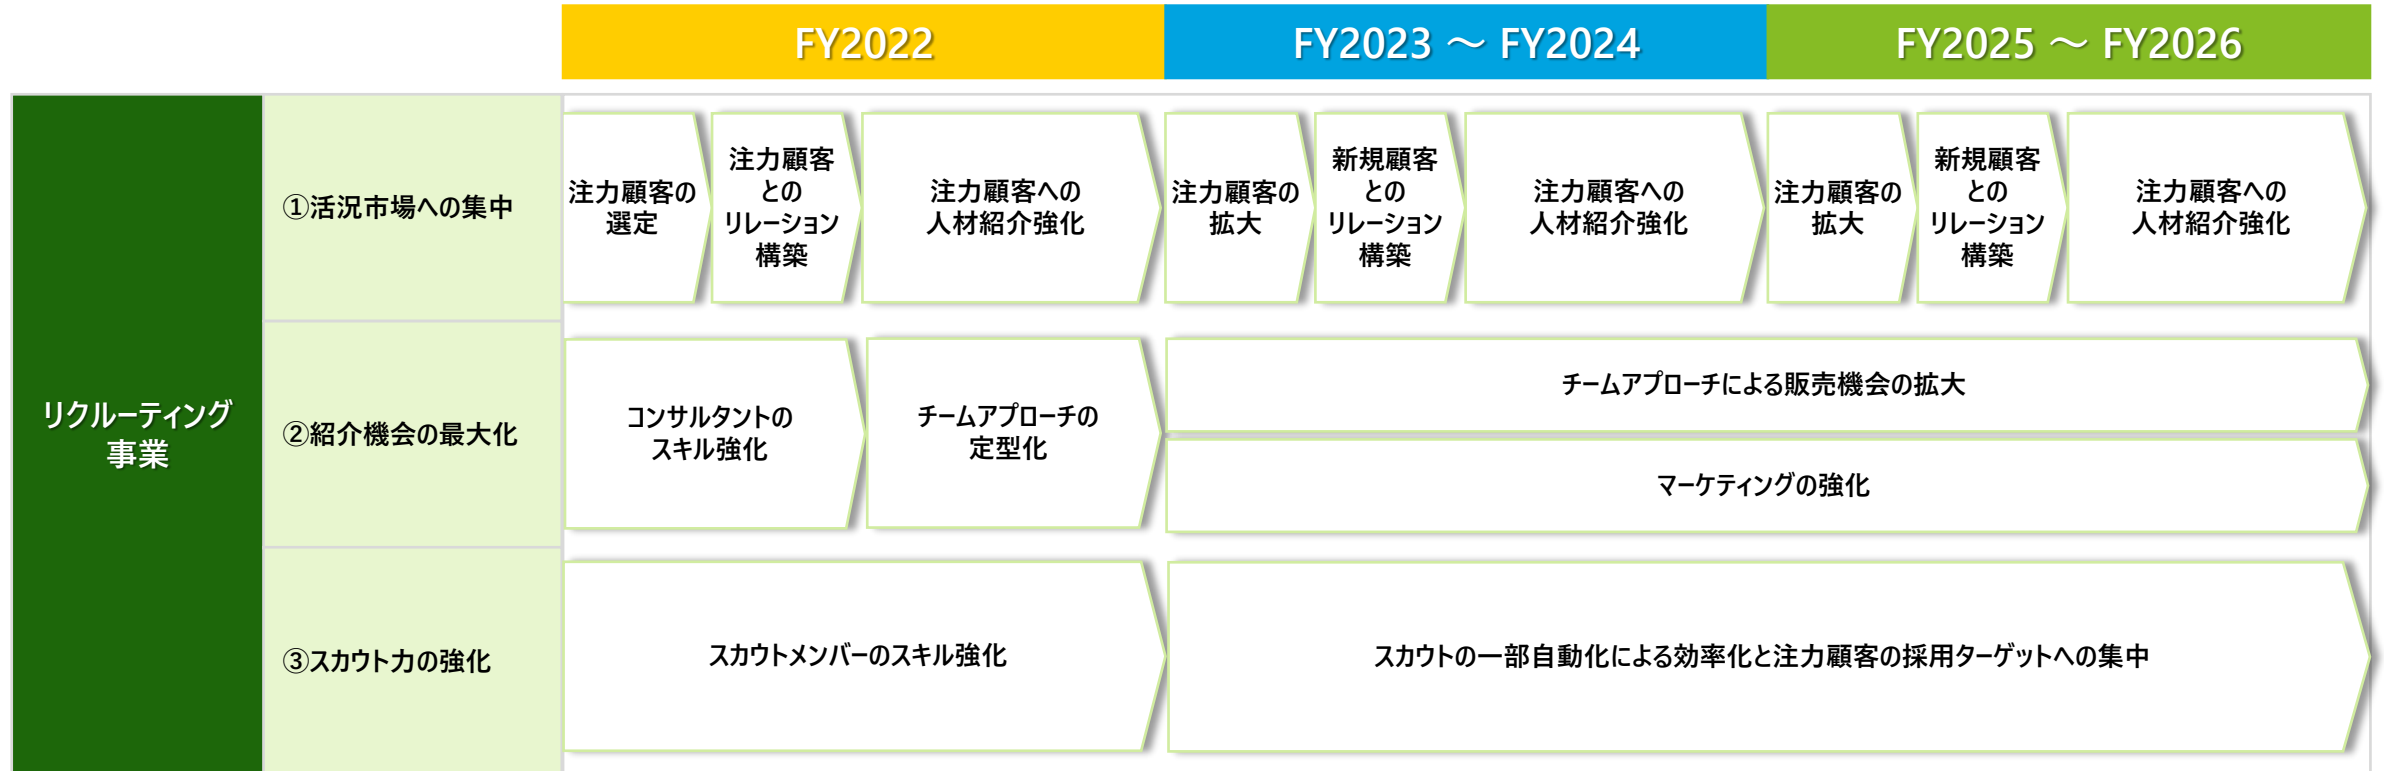 FY2022
FY2023 ～ FY2024
FY2025 ～ FY2026
リクルーティング
事業
①活況市場への集中
注力顧客の
選定
注力顧客
との
リレーション
構築
注力顧客への
人材紹介強化
注力顧客の
拡大
新規顧客
との
リレーション
構築
注力顧客への
人材紹介強化
注力顧客の
拡大
新規顧客
との
リレーション
構築
注力顧客への
人材紹介強化
②紹介機会の最大化
コンサルタントの
スキル強化
チームアプローチの
定型化
チームアプローチによる販売機会の拡大
マーケティングの強化
③スカウト力の強化
スカウトメンバーのスキル強化
スカウトの一部自動化による効率化と注力顧客の採用ターゲットへの集中